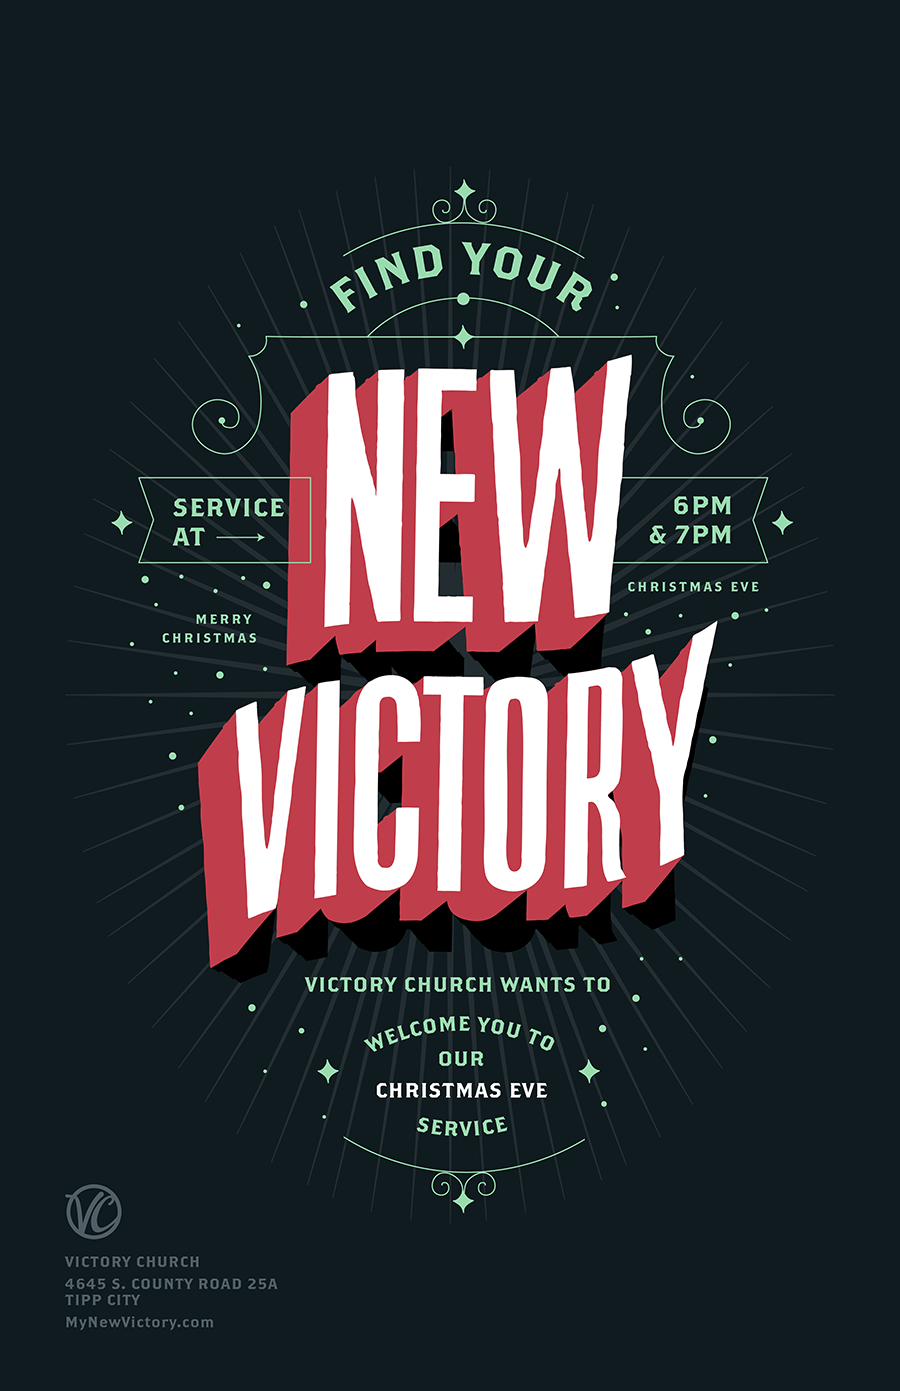 FIND YOUR
NEW
SERVICE
AT
6PM
& 7PM
CHRISTMAS EVE
MERRY
CHRISTMAS
VICTORY
VICTORY CHURCH WANTS TO
WELCOME YOU TO
OUR
CHRISTMAS EVE
SERVICE
VC
VICTORY CHURCH
4645 S. COUNTY ROAD 25A
TIPP CITY
MyNewVictory.com